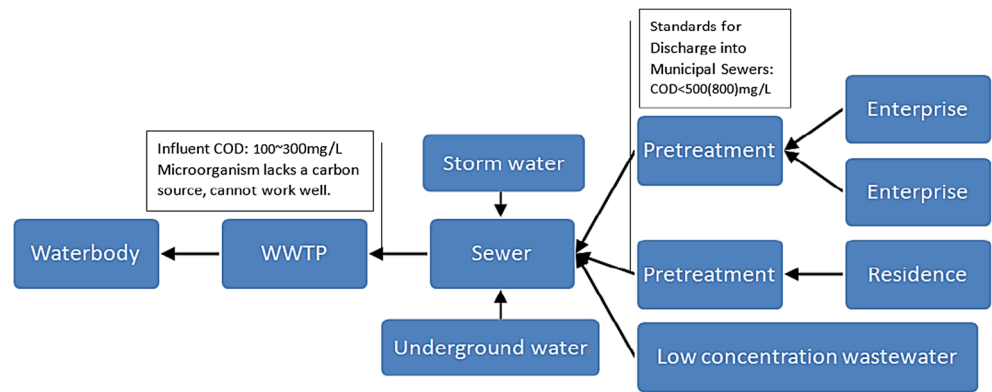 Standards for
Discharge into
Municipal Sewers:
COD<500(800)mg/L
Enterprise
Influent COD: 100~300mg/L
Microorganism lacks a carbon
source, cannot work well.
Storm water
Pretreatment
Enterprise
Waterbody
WWTP
Sewer
Pretreatment
Residence
Underground water
Low concentration wastewater